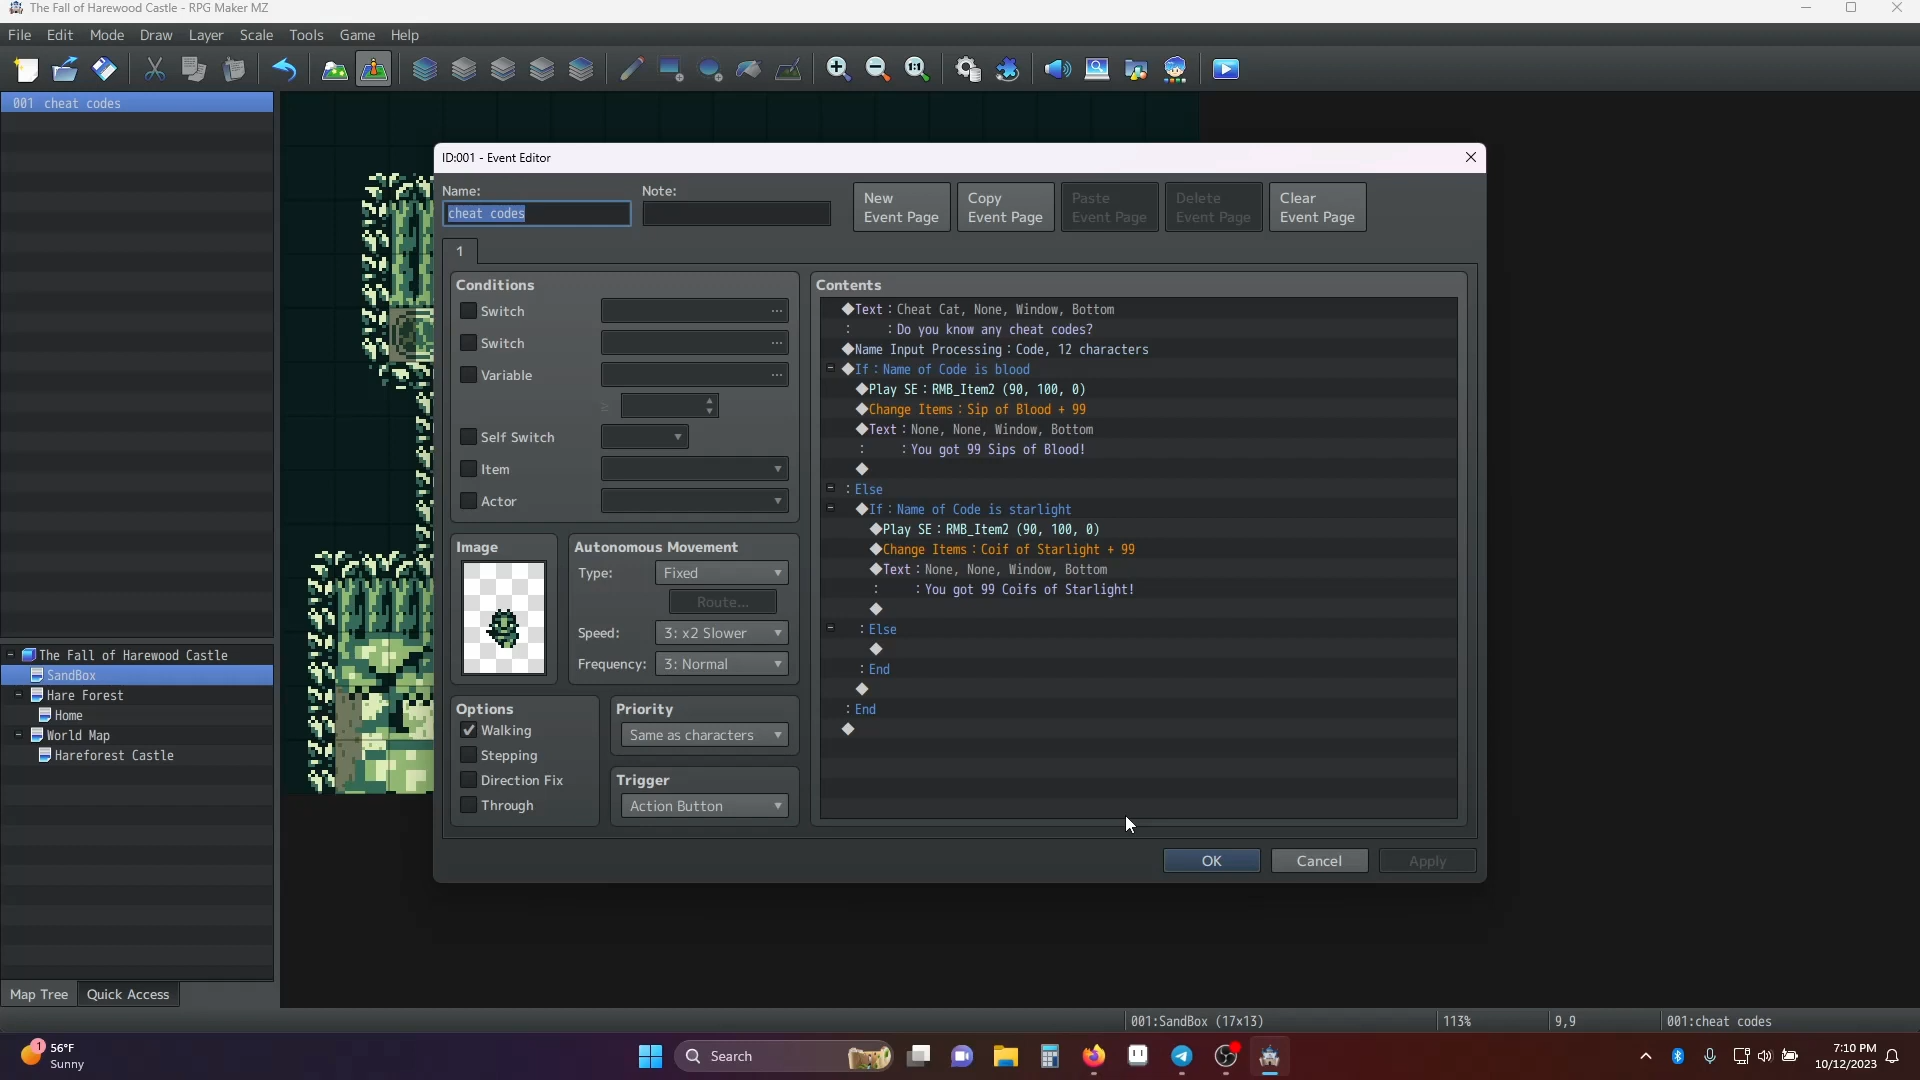 The Fall of Harewood Castle - RPG Maker MZ
File Edit Mode Draw Layer Scale Tools Game Help
1:1
001 cheat codes
ID:001 - Event Editor
Name:
Note:
cheat codes
New
Event Page
Copy
Event Page
Paste
Event Page
Delete
Event Page
Clear
Event Page
1
Conditions
Switch ...
Switch ...
Variable ...
≥
Self Switch
Item
Actor
Image
Autonomous Movement
Type: Fixed
Route...
Speed: 3: x2 Slower
Frequency: 3: Normal
Options
Walking
Stepping
Direction Fix
Through
Priority
Same as characters
Trigger
Action Button
Contents
◆Text : Cheat Cat, None, Window, Bottom
: : Do you know any cheat codes?
◆Name Input Processing : Code, 12 characters
◆If : Name of Code is blood
◆Play SE : RMB_Item2 (90, 100, 0)
◆Change Items : Sip of Blood + 99
◆Text : None, None, Window, Bottom
: : You got 99 Sips of Blood!
◆
: Else
◆If : Name of Code is starlight
◆Play SE : RMB_Item2 (90, 100, 0)
◆Change Items : Coif of Starlight + 99
◆Text : None, None, Window, Bottom
: : You got 99 Coifs of Starlight!
◆
: Else
◆
: End
◆
: End
◆
OK Cancel Apply
The Fall of Harewood Castle
SandBox
Hare Forest
Home
World Map
Hareforest Castle
Map Tree Quick Access
001:SandBox (17x13) 113% 9,9 001:cheat codes
1
56°F
Sunny
Search
7:10 PM
10/12/2023